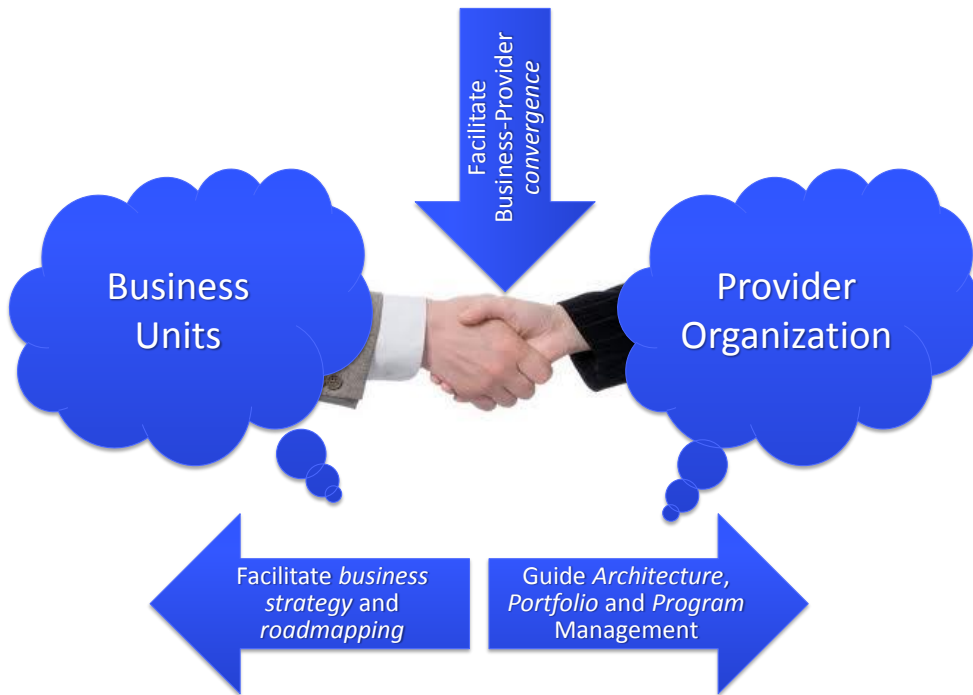 Facilitate
Business-Provider
convergence
Business
Units
Provider
Organization
Facilitate business
strategy and
roadmapping
Guide Architecture,
Portfolio and Program
Management